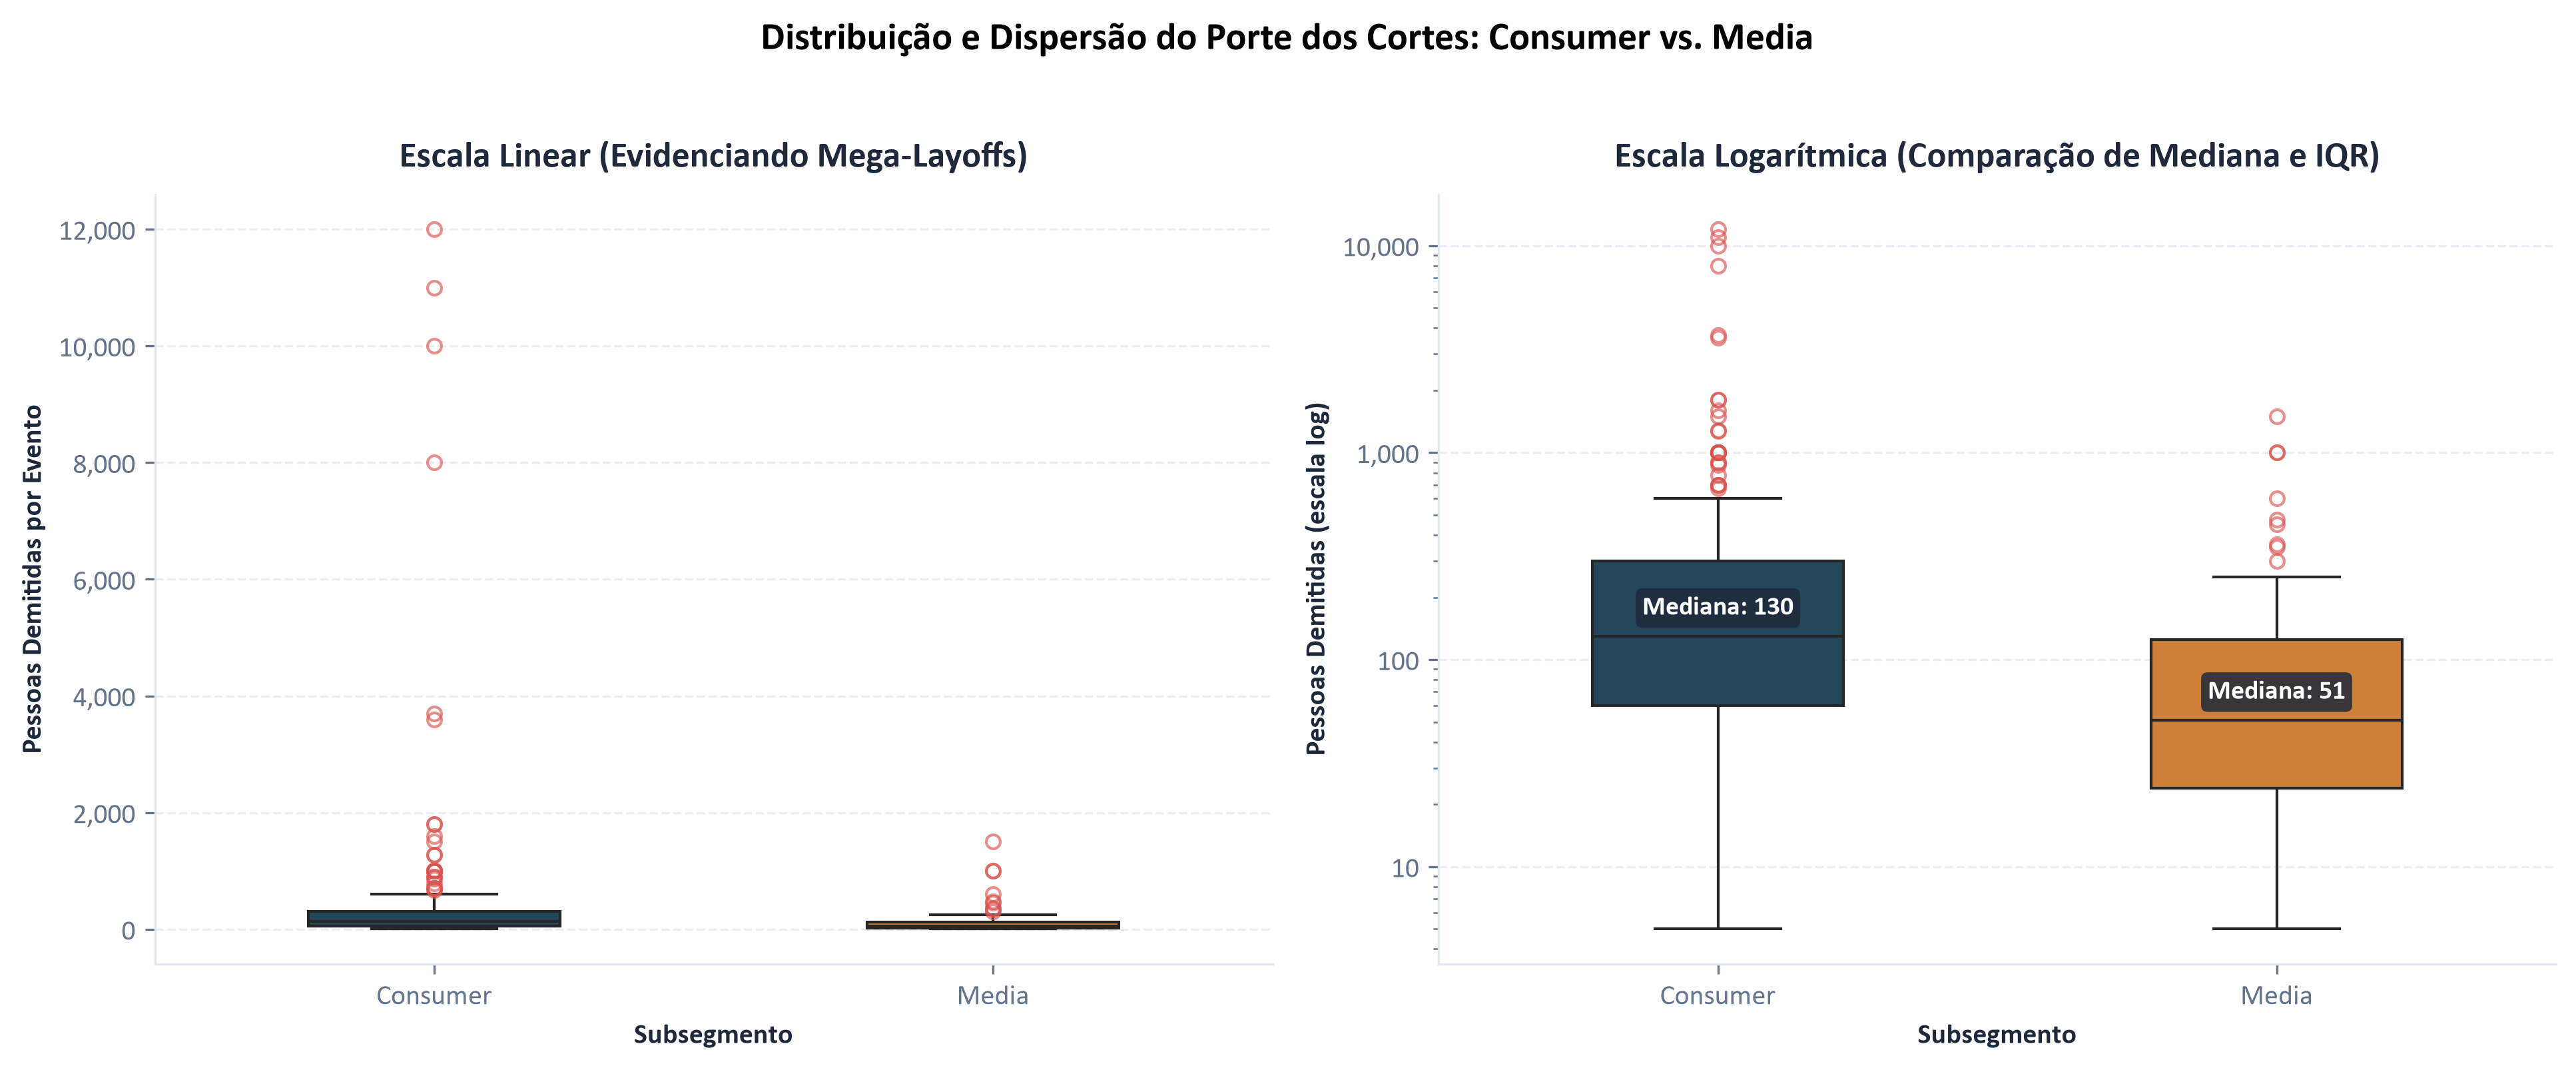 Distribuição e Dispersão do Porte dos Cortes: Consumer vs. Media
Escala Linear (Evidenciando Mega-Layoffs)
Pessoas Demitidas por Evento
12,000
10,000
8,000
6,000
4,000
2,000
0
Consumer
Media
Subsegmento
Escala Logarítmica (Comparação de Mediana e IQR)
Pessoas Demitidas (escala log)
10,000
1,000
100
10
Mediana: 130
Mediana: 51
Consumer
Media
Subsegmento